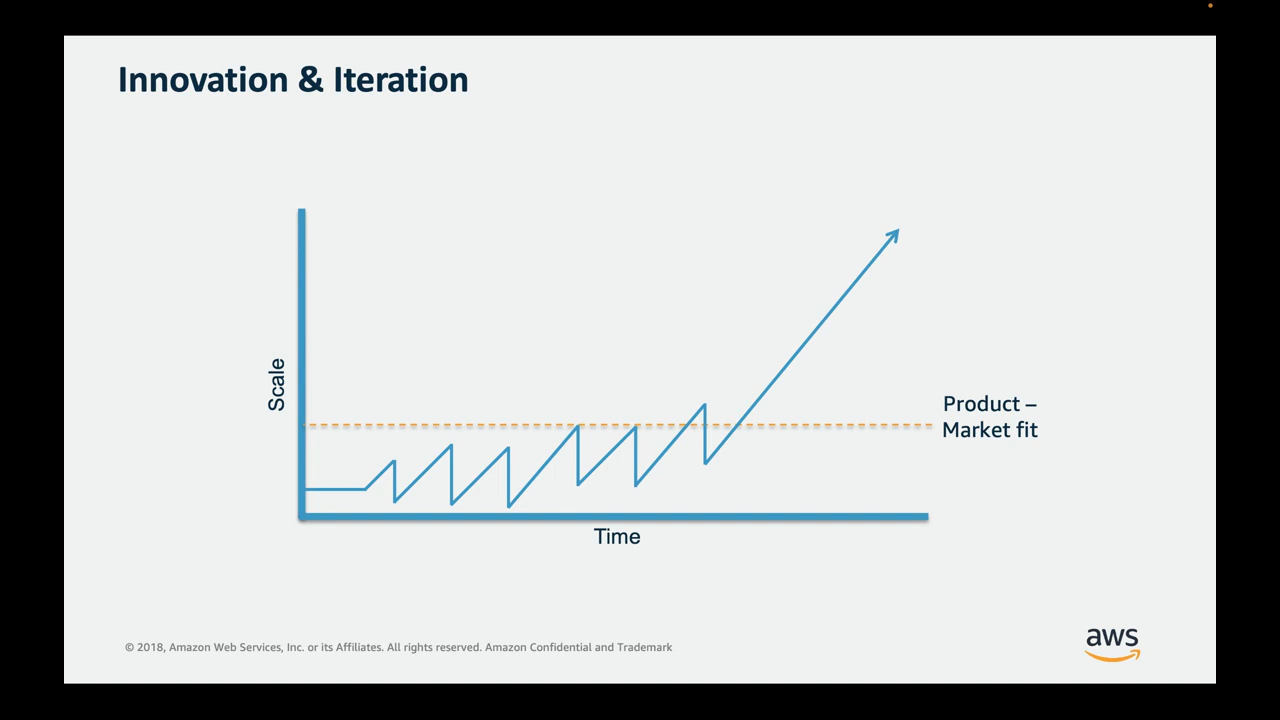 Innovation & Iteration
Scale
Product –
Market fit
Time
© 2018, Amazon Web Services, Inc. or its Affiliates. All rights reserved. Amazon Confidential and Trademark
aws